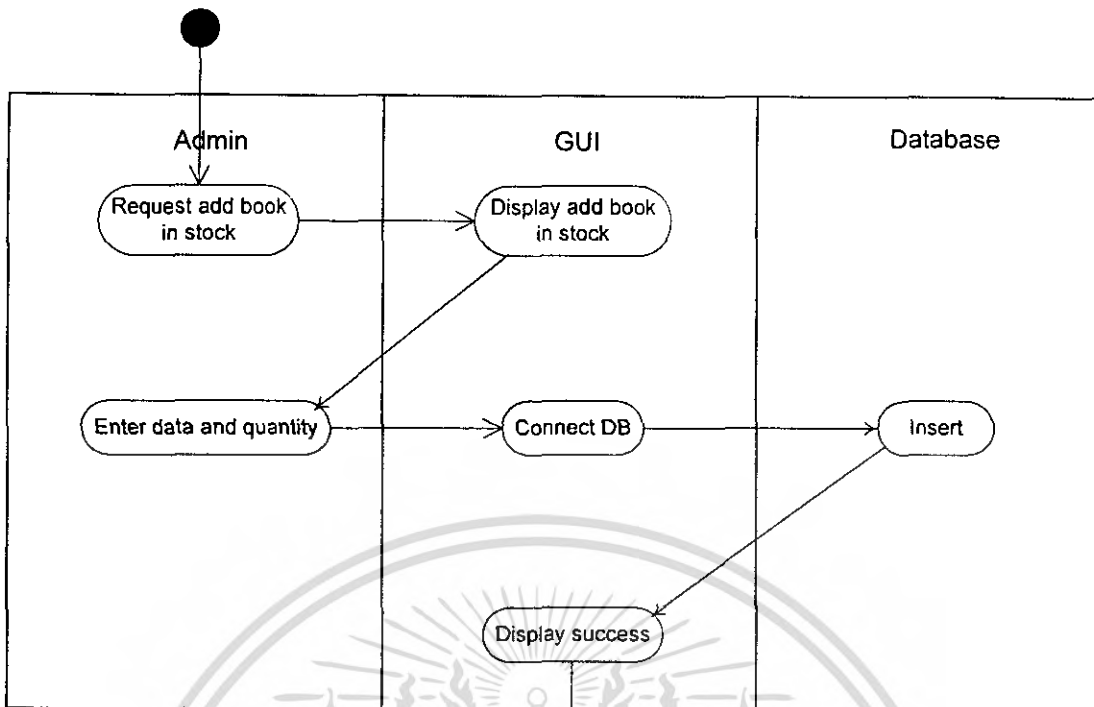 Admin
GUI
Database
Request add book
in stock
Display add book
in stock
Enter data and quantity
Connect DB
Insert
Display success